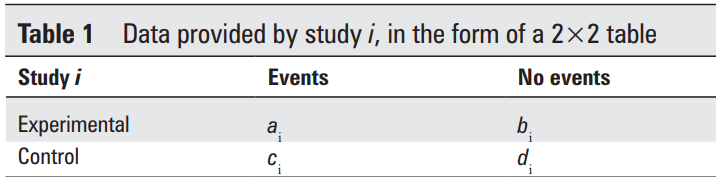 Table 1 Data provided by study i, in the form of a 2×2 table
Study i Events No events
Experimental aᵢ bᵢ
Control cᵢ dᵢ